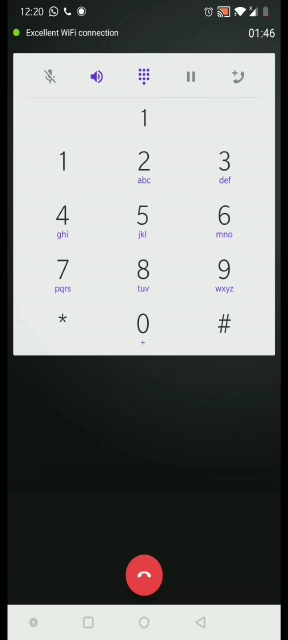 12:20
Excellent WiFi connection 01:46
1
1 2 3
abc def
4 5 6
ghi jkl mno
7 8 9
pqrs tuv wxyz
* 0 #
+